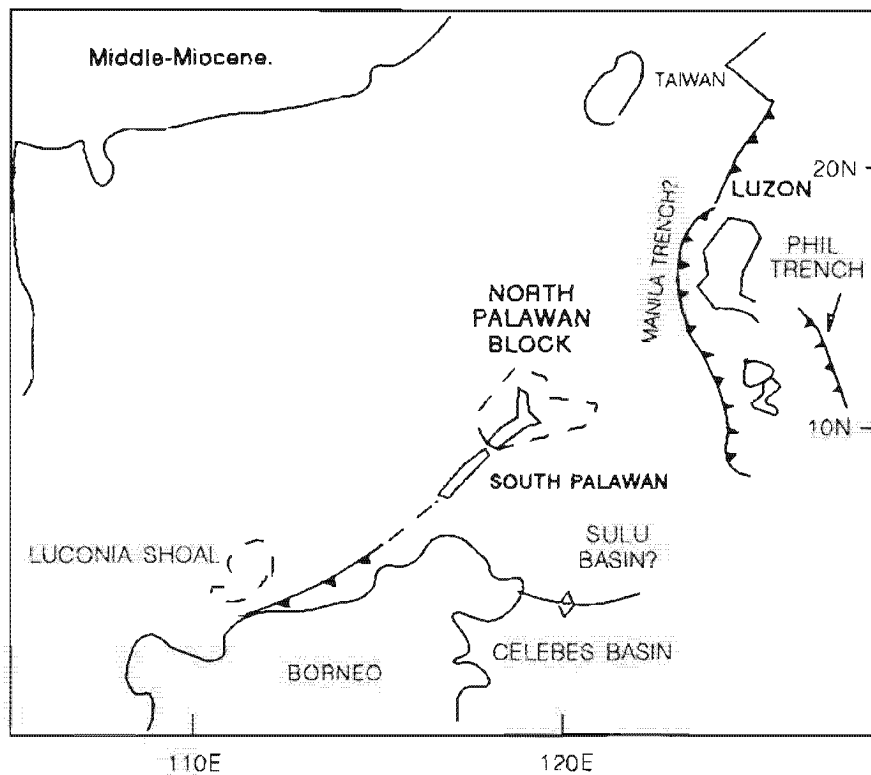 Middle-Miocene.
TAIWAN
20N
LUZON
MANILA TRENCH?
PHIL
TRENCH
NORTH
PALAWAN
BLOCK
10N
SOUTH PALAWAN
LUCONIA SHOAL
SULU
BASIN?
BORNEO
CELEBES BASIN
110E
120E